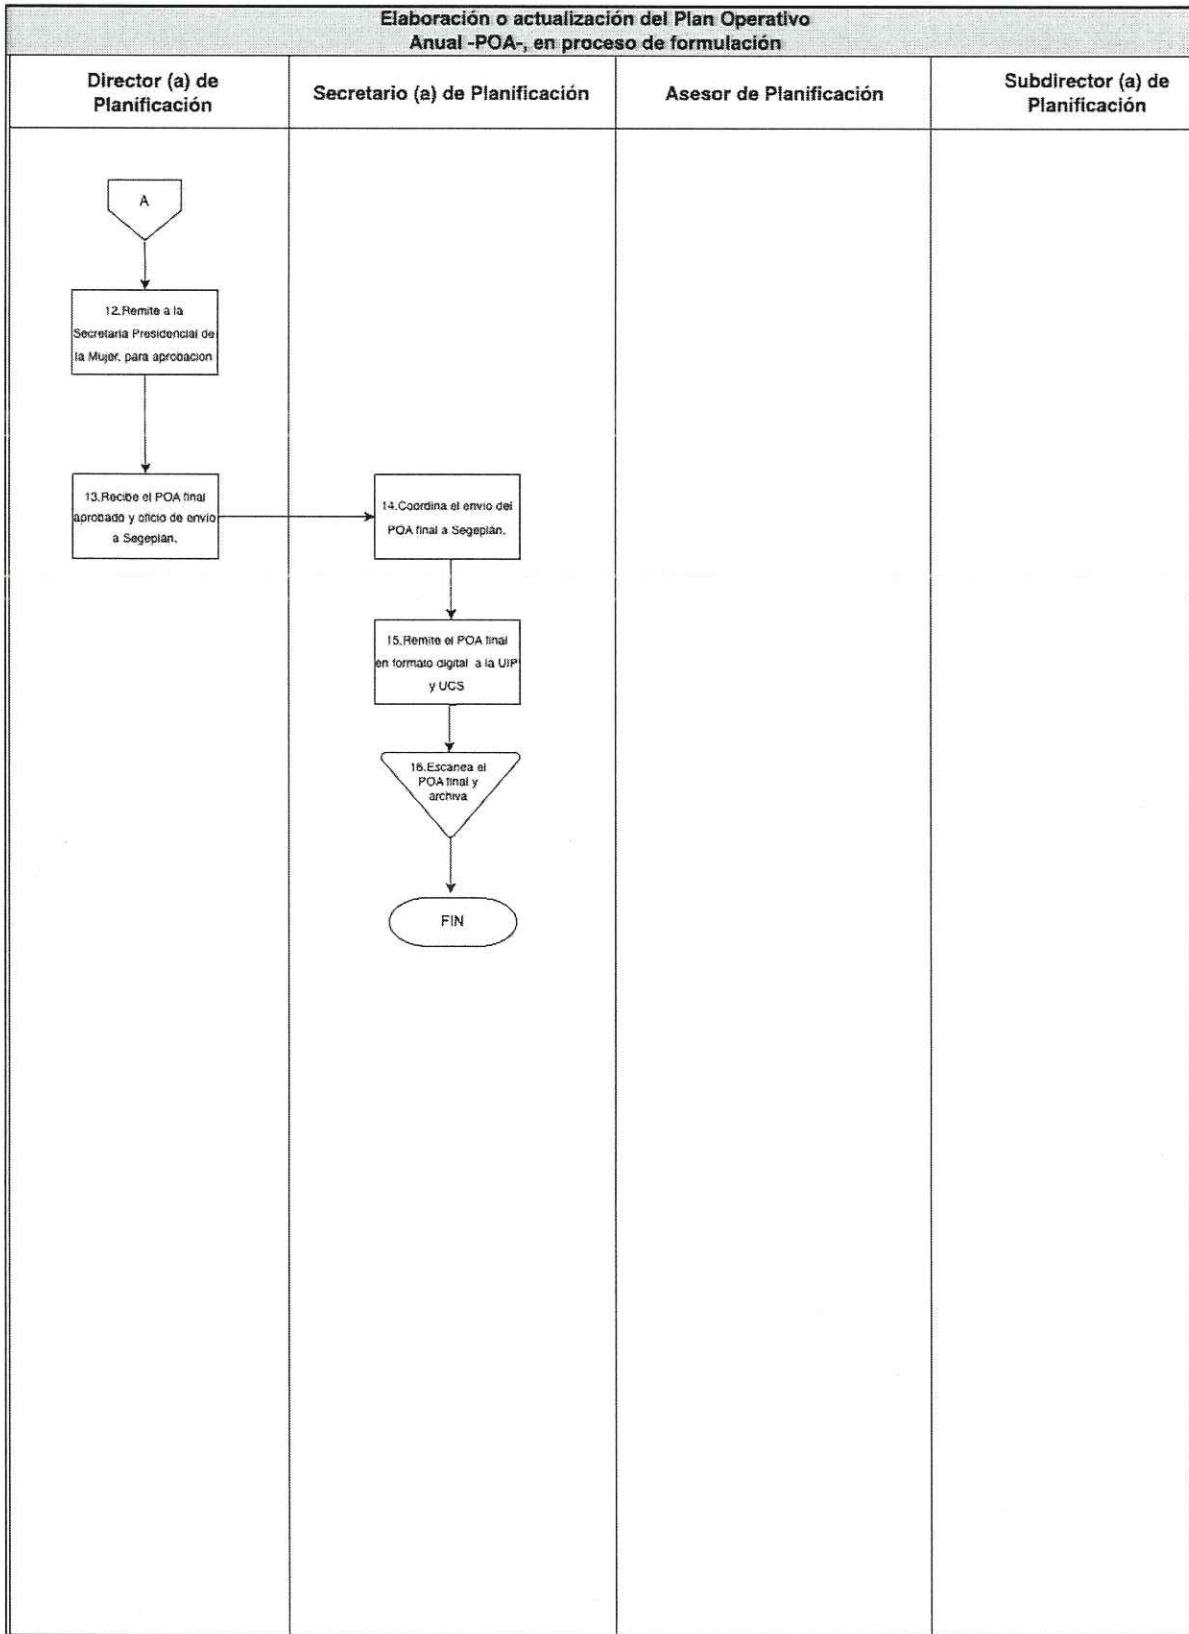 Elaboración o actualización del Plan Operativo
Anual -POA-, en proceso de formulación
Director (a) de
Planificación
Secretario (a) de Planificación
Asesor de Planificación
Subdirector (a) de
Planificación
A
12.Remite a la
Secretaria Presidencial de
la Mujer, para aprobacion
13.Recibe el POA final
aprobado y oficio de envio
a Segeplán.
14.Coordina el envio del
POA final a Segeplán.
15.Remite el POA final
en formato digital a la UIP
y UCS
16.Escanea el
POA final y
archiva
FIN